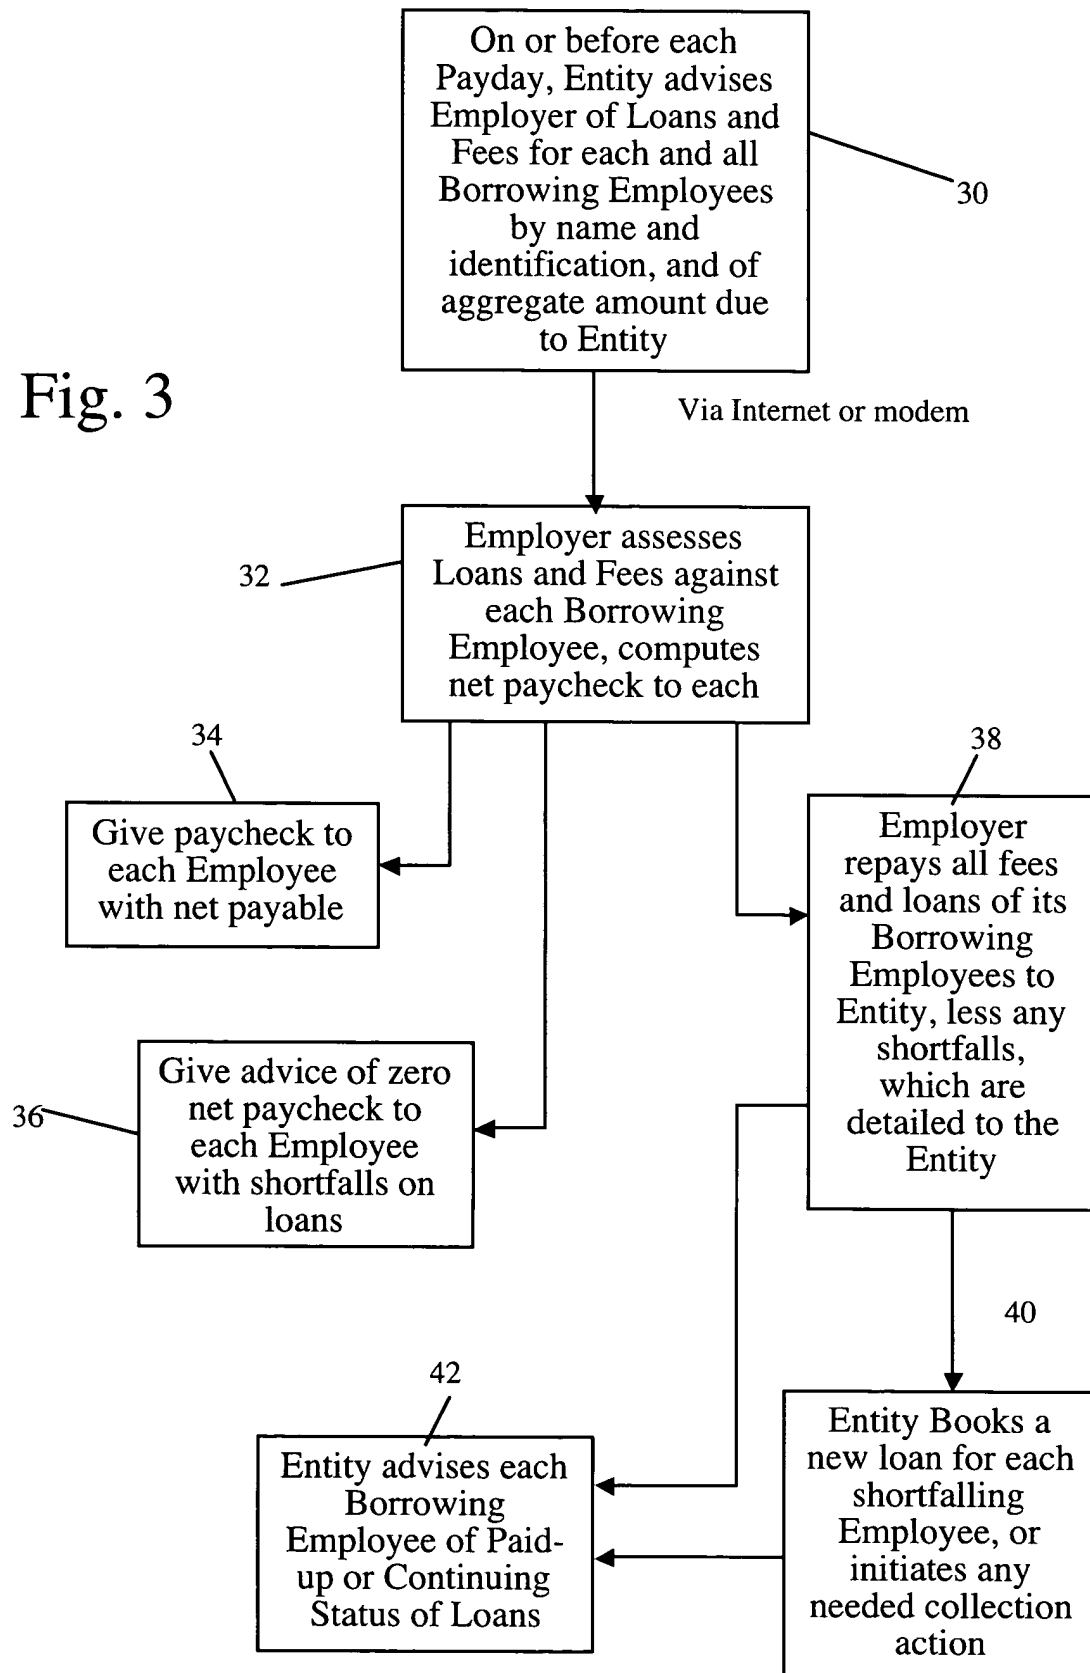 On or before each
Payday, Entity advises
Employer of Loans and
Fees for each and all
Borrowing Employees
by name and
identification, and of
aggregate amount due
to Entity
30
Fig. 3
Via Internet or modem
Employer assesses
Loans and Fees against
each Borrowing
Employee, computes
net paycheck to each
32
34
Give paycheck to
each Employee
with net payable
38
Employer
repays all fees
and loans of its
Borrowing
Employees to
Entity, less any
shortfalls,
which are
detailed to the
Entity
36
Give advice of zero
net paycheck to
each Employee
with shortfalls on
loans
40
42
Entity advises each
Borrowing
Employee of Paid-
up or Continuing
Status of Loans
Entity Books a
new loan for each
shortfalling
Employee, or
initiates any
needed collection
action